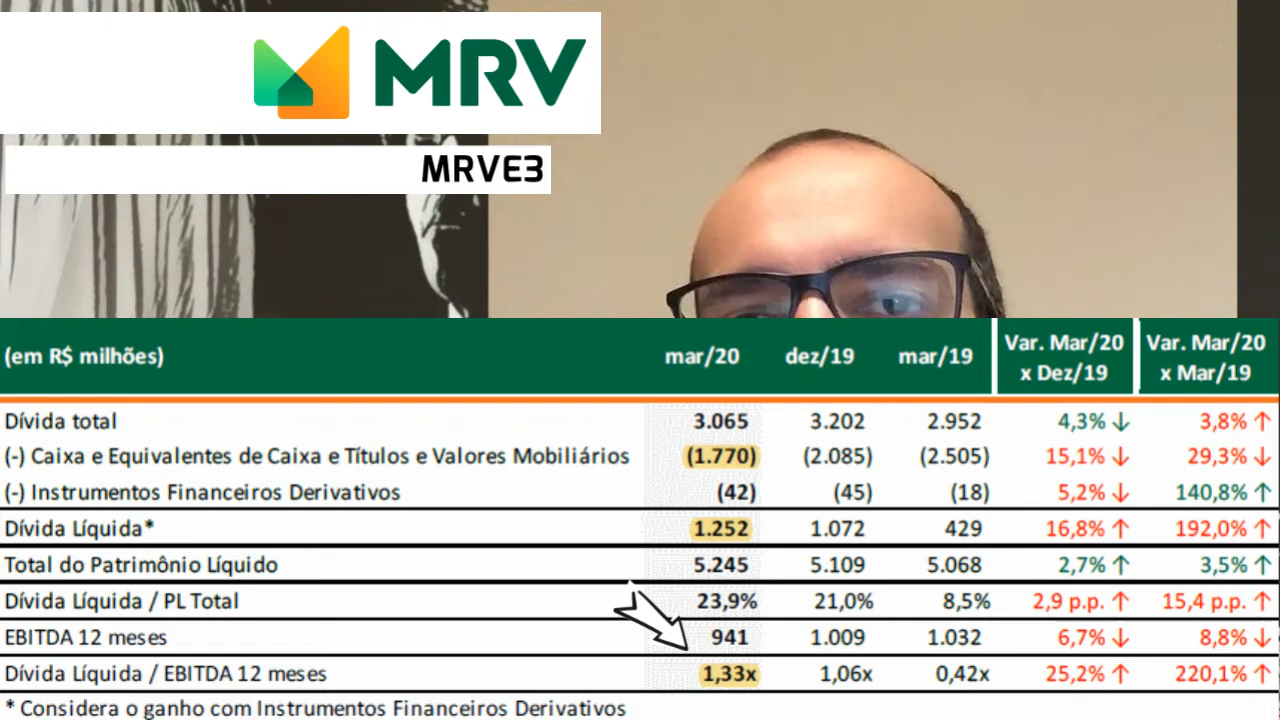 MRV
MRVE3
(em R$ milhões) mar/20 dez/19 mar/19 Var. Mar/20 x Dez/19 Var. Mar/20 x Mar/19
Dívida total 3.065 3.202 2.952 4,3% ↓ 3,8% ↑
(-) Caixa e Equivalentes de Caixa e Títulos e Valores Mobiliários (1.770) (2.085) (2.505) 15,1% ↓ 29,3% ↓
(-) Instrumentos Financeiros Derivativos (42) (45) (18) 5,2% ↓ 140,8% ↑
Dívida Líquida* 1.252 1.072 429 16,8% ↑ 192,0% ↑
Total do Patrimônio Líquido 5.245 5.109 5.068 2,7% ↑ 3,5% ↑
Dívida Líquida / PL Total 23,9% 21,0% 8,5% 2,9 p.p. ↑ 15,4 p.p. ↑
EBITDA 12 meses 941 1.009 1.032 6,7% ↓ 8,8% ↓
Dívida Líquida / EBITDA 12 meses 1,33x 1,06x 0,42x 25,2% ↑ 220,1% ↑
* Considera o ganho com Instrumentos Financeiros Derivativos